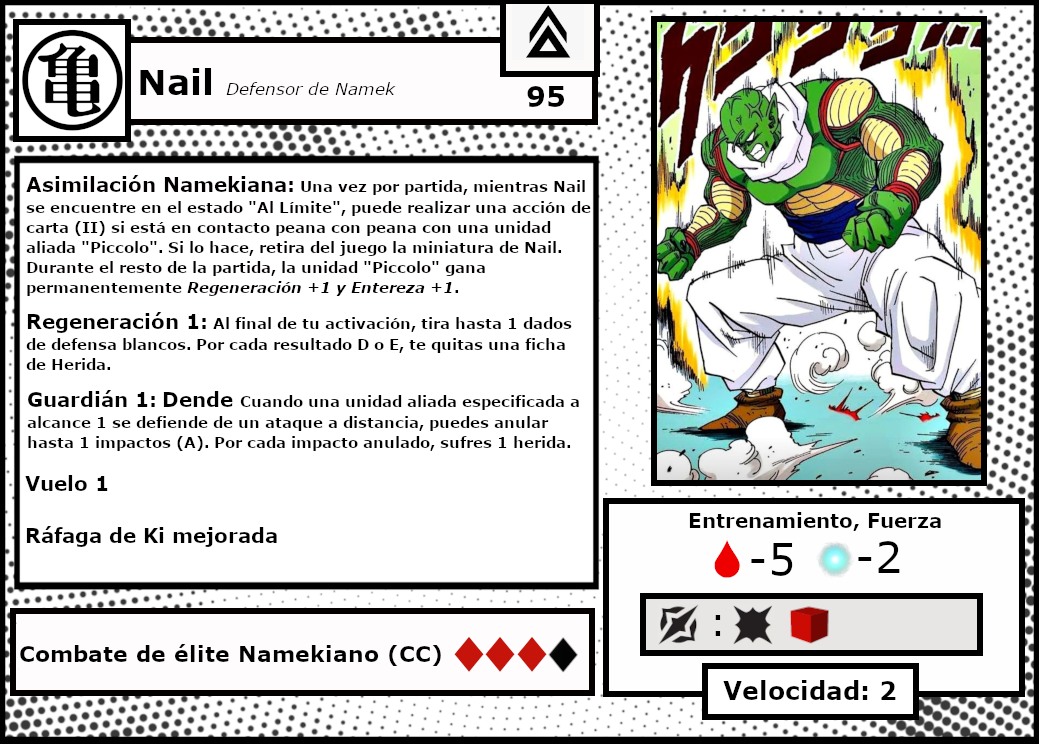 亀
Nail Defensor de Namek
95
Asimilación Namekiana: Una vez por partida, mientras Nail
se encuentre en el estado "Al Límite", puede realizar una acción de
carta (II) si está en contacto peana con peana con una unidad
aliada "Piccolo". Si lo hace, retira del juego la miniatura de Nail.
Durante el resto de la partida, la unidad "Piccolo" gana
permanentemente Regeneración +1 y Entereza +1.
Regeneración 1: Al final de tu activación, tira hasta 1 dados
de defensa blancos. Por cada resultado D o E, te quitas una ficha
de Herida.
Guardián 1: Dende Cuando una unidad aliada especificada a
alcance 1 se defiende de un ataque a distancia, puedes anular
hasta 1 impactos (A). Por cada impacto anulado, sufres 1 herida.
Vuelo 1
Ráfaga de Ki mejorada
Combate de élite Namekiano (CC)
Entrenamiento, Fuerza
-5 -2
:
Velocidad: 2